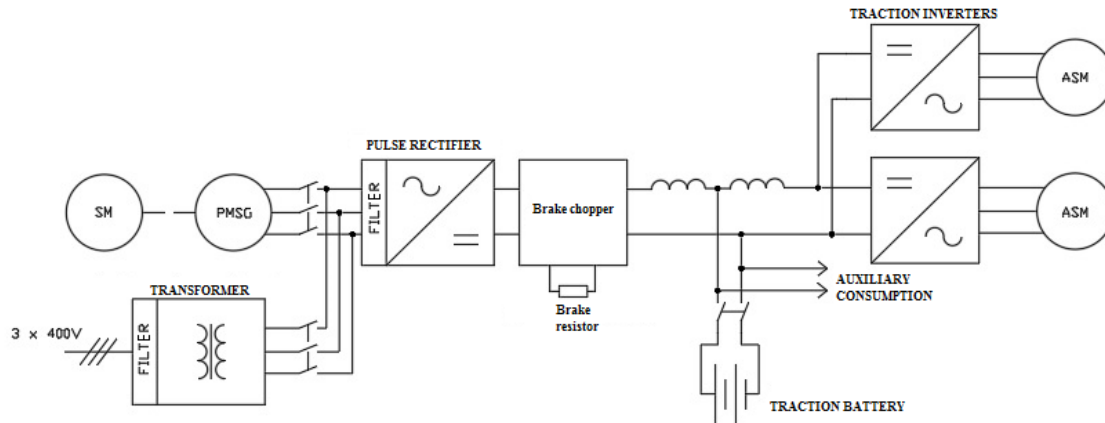 TRACTION INVERTERS
ASM
PULSE RECTIFIER
FILTER
SM
PMSG
Brake chopper
ASM
TRANSFORMER
AUXILIARY
CONSUMPTION
Brake
resistor
3 x 400V
FILTER
TRACTION BATTERY